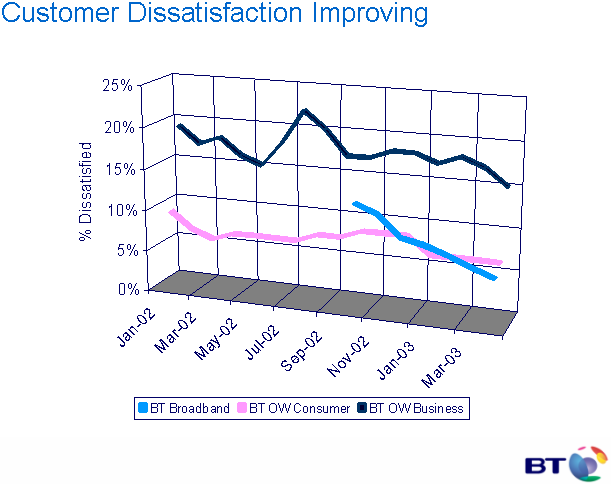 Customer Dissatisfaction Improving
25%
20%
15%
10%
5%
0%
% Dissatisfied
Jan-02
Mar-02
May-02
Jul-02
Sep-02
Nov-02
Jan-03
Mar-03
BT Broadband BT OW Consumer BT OW Business
BT